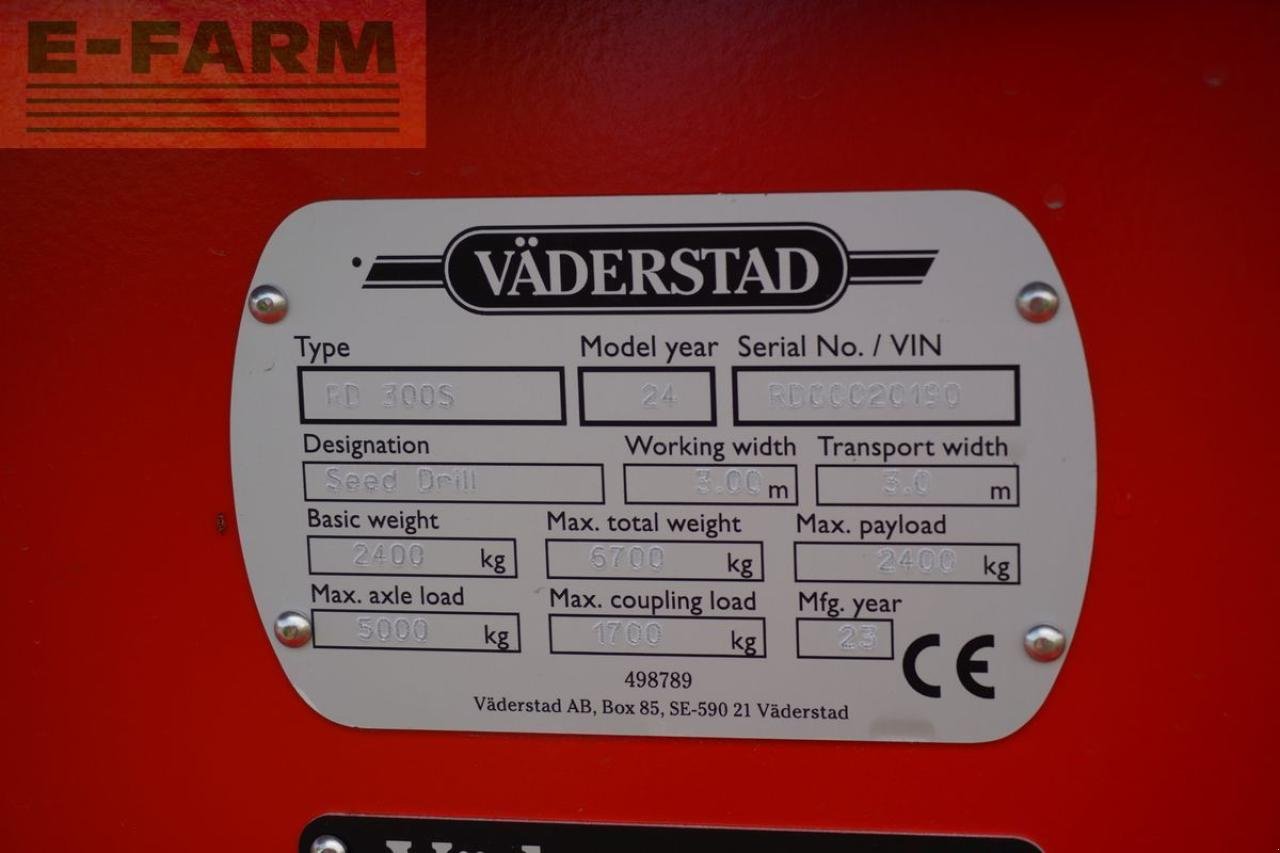 E-FARM
VÄDERSTAD
Type Model year Serial No. / VIN
RD 300S 24 RD00020190
Designation Working width Transport width
Seed Drill 3.00 m 3.0 m
Basic weight Max. total weight Max. payload
2400 kg 6700 kg 2400 kg
Max. axle load Max. coupling load Mfg. year
5000 kg 1700 kg 23 CE
498789
Väderstad AB, Box 85, SE-590 21 Väderstad